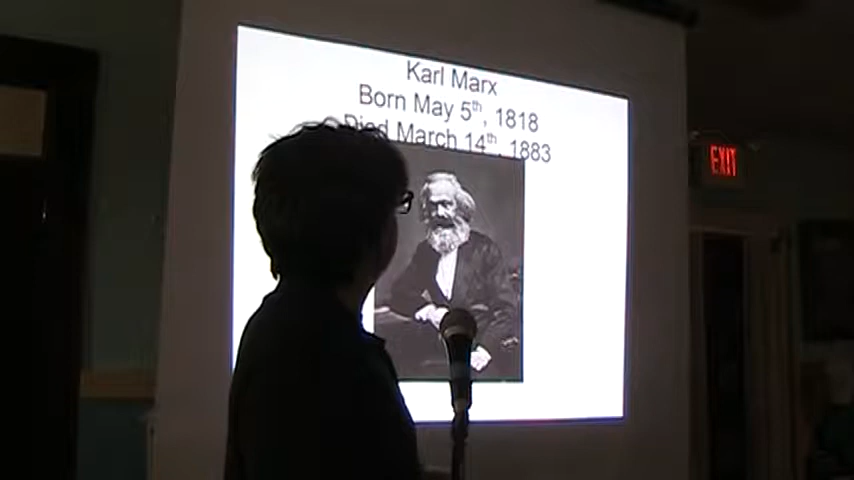 Karl Marx
Born May 5th, 1818
Died March 14th, 1883
EXIT